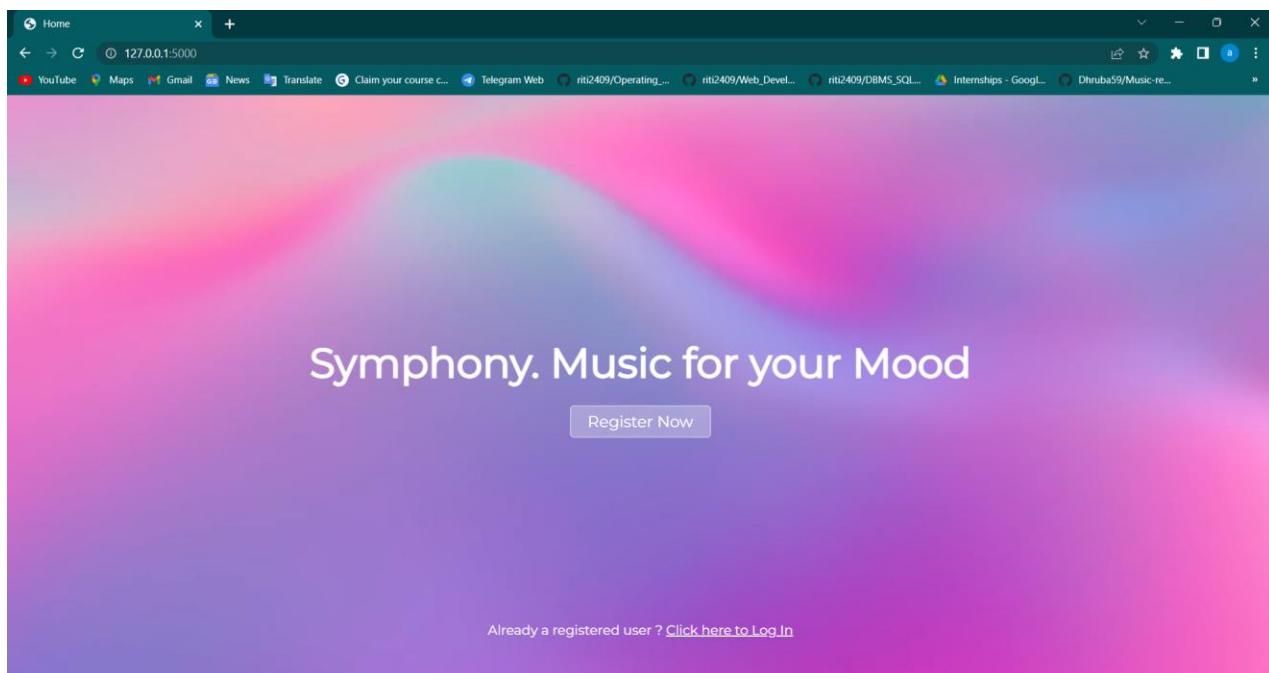 Home
127.0.0.1:5000
YouTube Maps Gmail News Translate Claim your course c... Telegram Web riti2409/Operating_... riti2409/Web_Devel... riti2409/DBMS_SQL... Internships - Googl... Dhruba59/Music-re... »
Symphony. Music for your Mood
Register Now
Already a registered user ? Click here to Log In